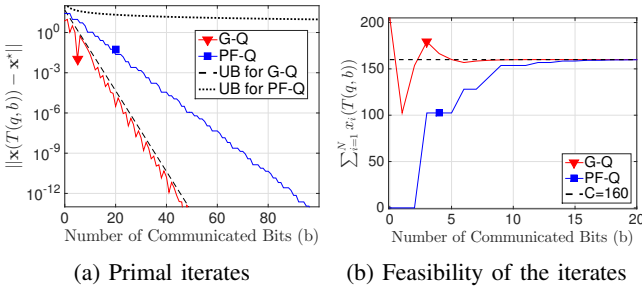 ||x(T(q, b)) − x*||
10^0
10^-3
10^-6
10^-9
10^-12
G-Q
PF-Q
UB for G-Q
UB for PF-Q
0 20 40 60 80
Number of Communicated Bits (b)
(a) Primal iterates
∑_{i=1}^{N} x_i(T(q, b))
200
150
100
50
0
G-Q
PF-Q
C=160
0 5 10 15 20
Number of Communicated Bits (b)
(b) Feasibility of the iterates